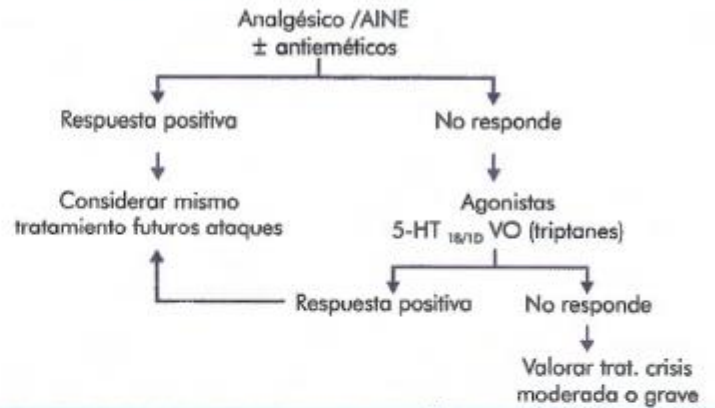 Analgésico /AINE
± antieméticos
Respuesta positiva
No responde
Considerar mismo
tratamiento futuros ataques
Agonistas
5-HT 1B/1D VO (triptanes)
Respuesta positiva
No responde
Valorar trat. crisis
moderada o grave